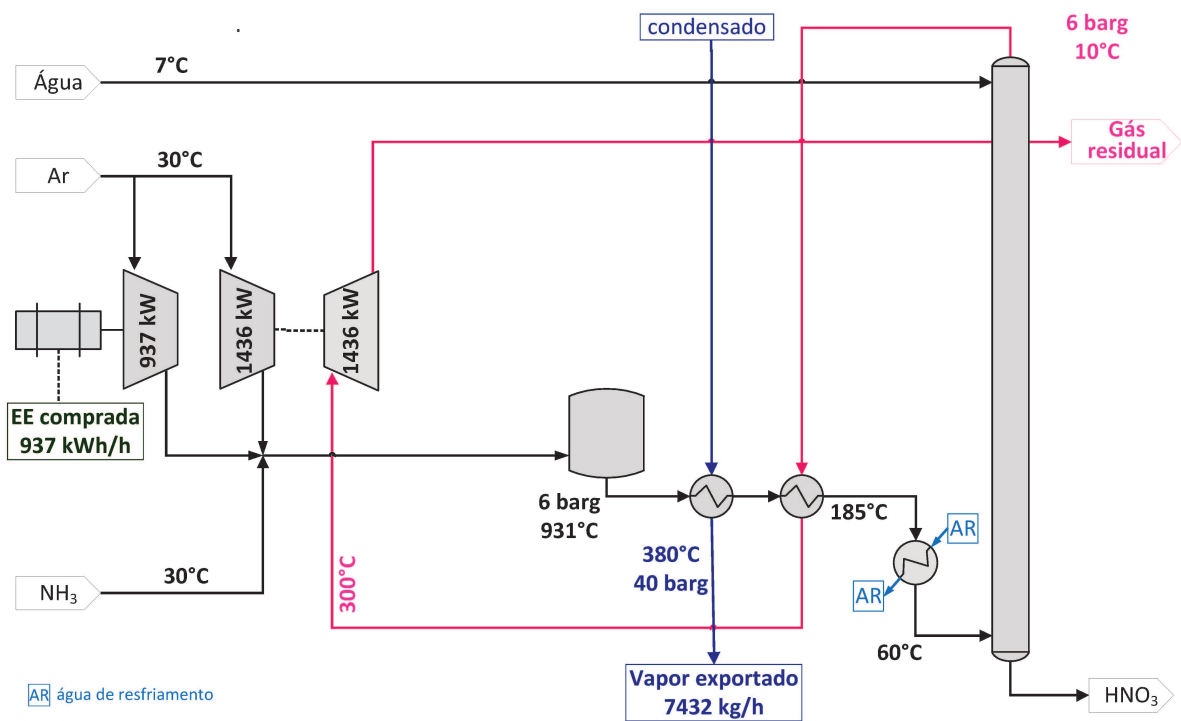 condensado
6 barg
10°C
7°C
Água
Gás
residual
30°C
Ar
937 kW
1436 kW
1436 kW
EE comprada
937 kWh/h
6 barg
931°C
185°C
AR
380°C
40 barg
300°C
30°C
NH₃
AR
60°C
Vapor exportado
7432 kg/h
AR água de resfriamento
HNO₃